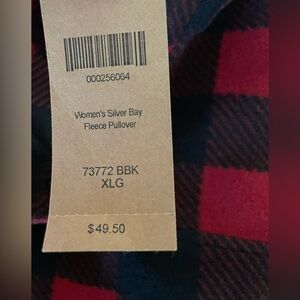 000256064
Women's Silver Bay
Fleece Pullover
73772 BBK
XLG
$49.50